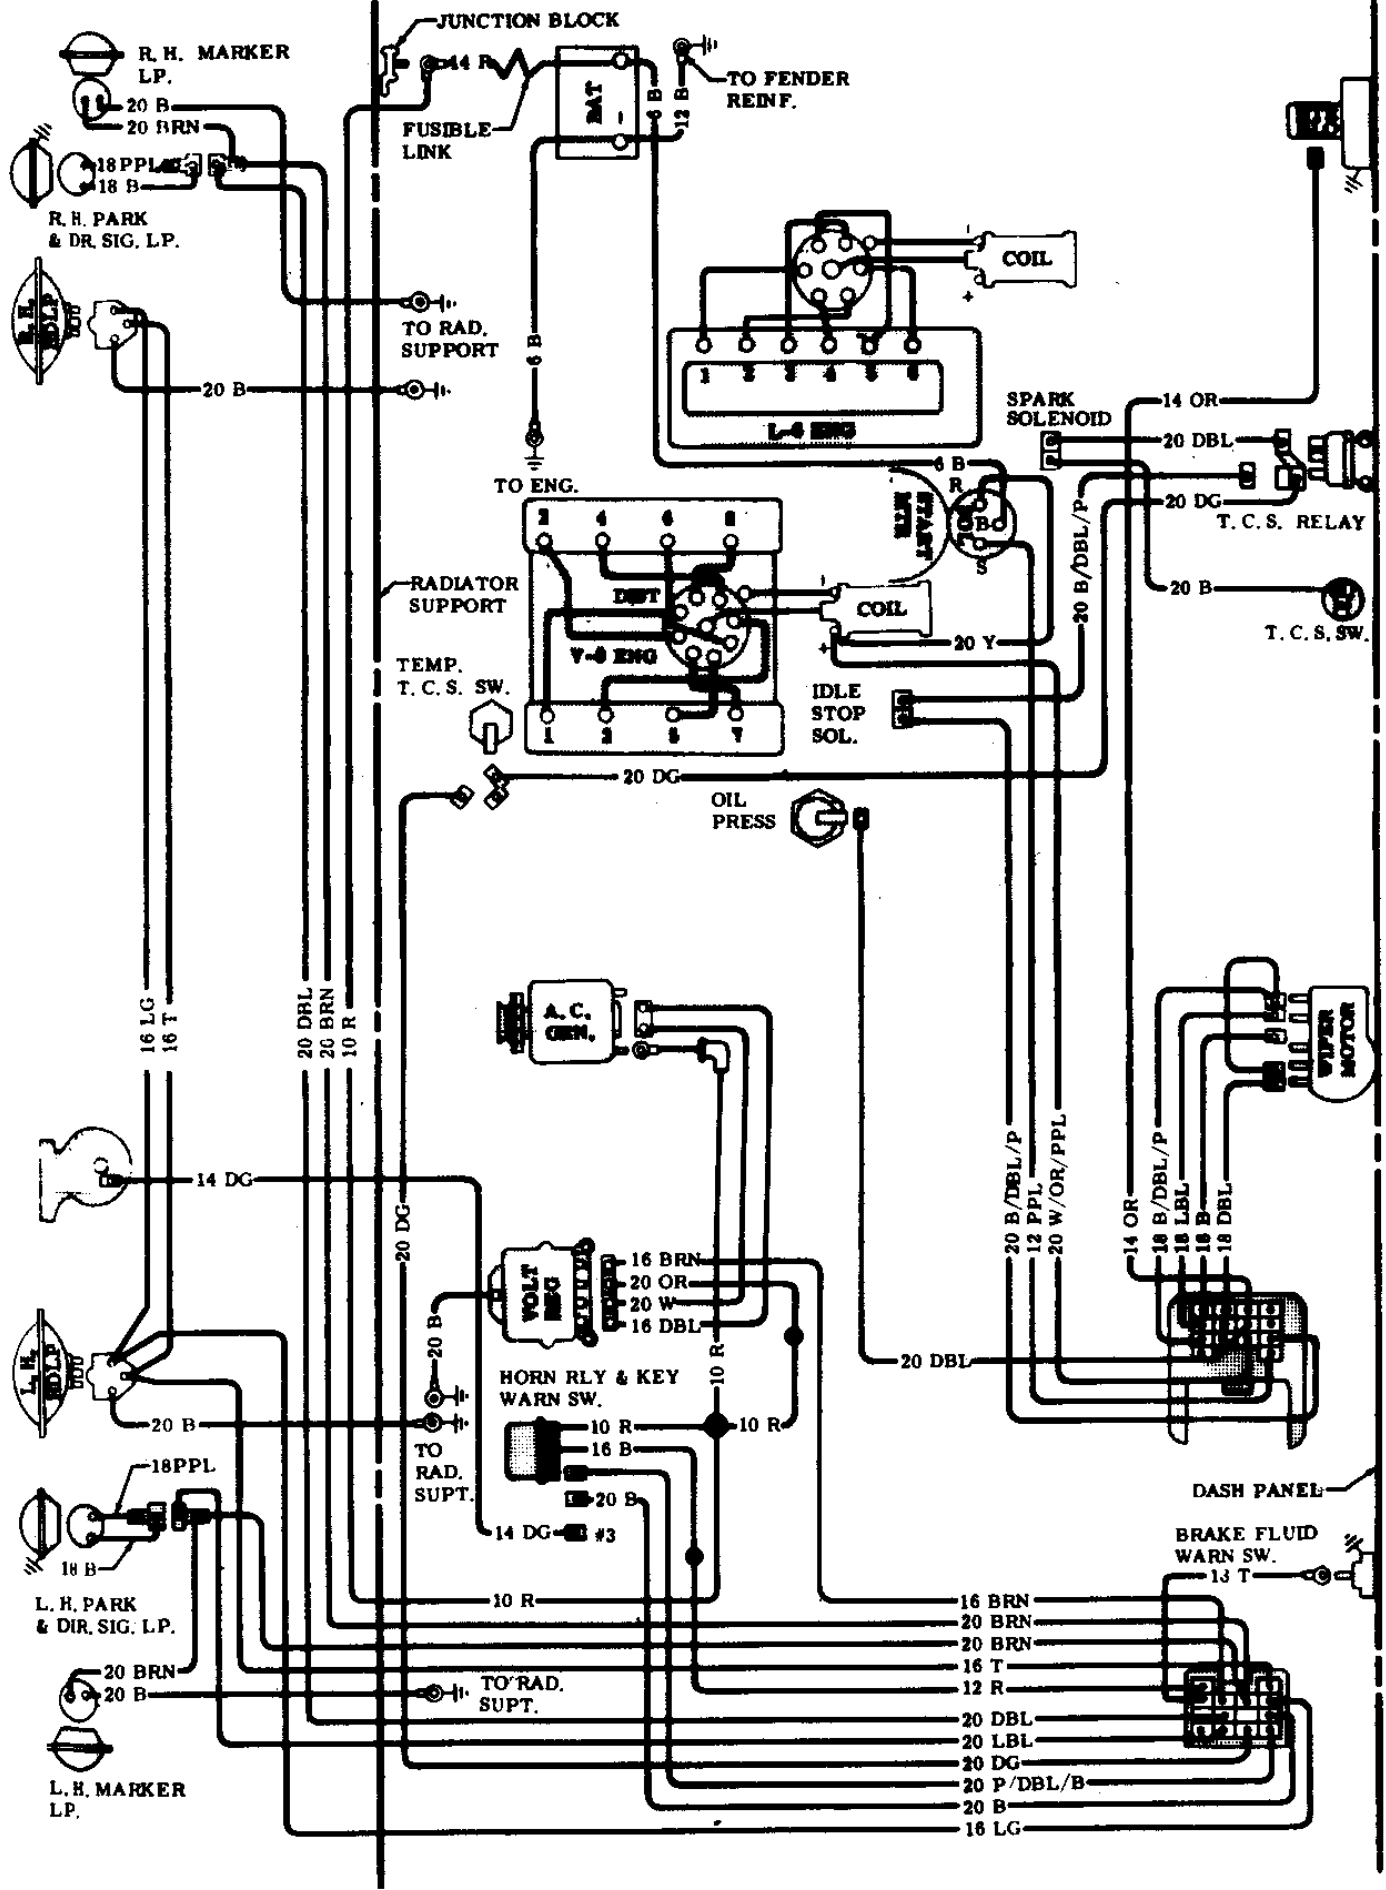 JUNCTION BLOCK
R. H. MARKER
LP.
14 R
TO FENDER
REINF.
BAT
-
6 B
12 B
20 B
20 BRN
FUSIBLE
LINK
18 PPL
18 B
R. H. PARK
& DR. SIG. LP.
COIL
-
+
R. H.
HDLP
TO RAD.
SUPPORT
6 B
20 B
1
L-6 ENG
SPARK
SOLENOID
14 OR
20 DBL
6 B
R
TO ENG.
START
MTR
SOL
B
S
20 DG
T. C. S. RELAY
2
4
6
8
20 B/DBL/P
RADIATOR
SUPPORT
DIST
COIL
-
+
20 B
T. C. S. SW.
20 Y
V-8 ENG
TEMP.
T. C. S. SW.
IDLE
STOP
SOL.
1
7
20 DG
OIL
PRESS
A. C.
GEN.
WIPER
MOTOR
16 LG
16 T
20 DBL
20 BRN
10 R
14 DG
20 DG
20 B/DBL/P
12 PPL
20 W/OR/PPL
14 OR
18 B/DBL/P
18 LBL
18 B
18 DBL
VOLT
REG
16 BRN
20 OR
20 W
16 DBL
20 B
10 R
20 DBL
L. H.
HDLP
HORN RLY & KEY
WARN SW.
20 B
10 R
10 R
16 B
TO
RAD.
SUPT.
18PPL
20 B
14 DG
#3
DASH PANEL
18 B
BRAKE FLUID
WARN SW.
L. H. PARK
& DIR. SIG. L.P.
10 R
16 BRN
20 BRN
20 BRN
16 T
12 R
20 DBL
20 LBL
20 DG
20 P/DBL/B
20 B
16 LG
20 BRN
20 B
TO RAD.
SUPT.
L. H. MARKER
LP.